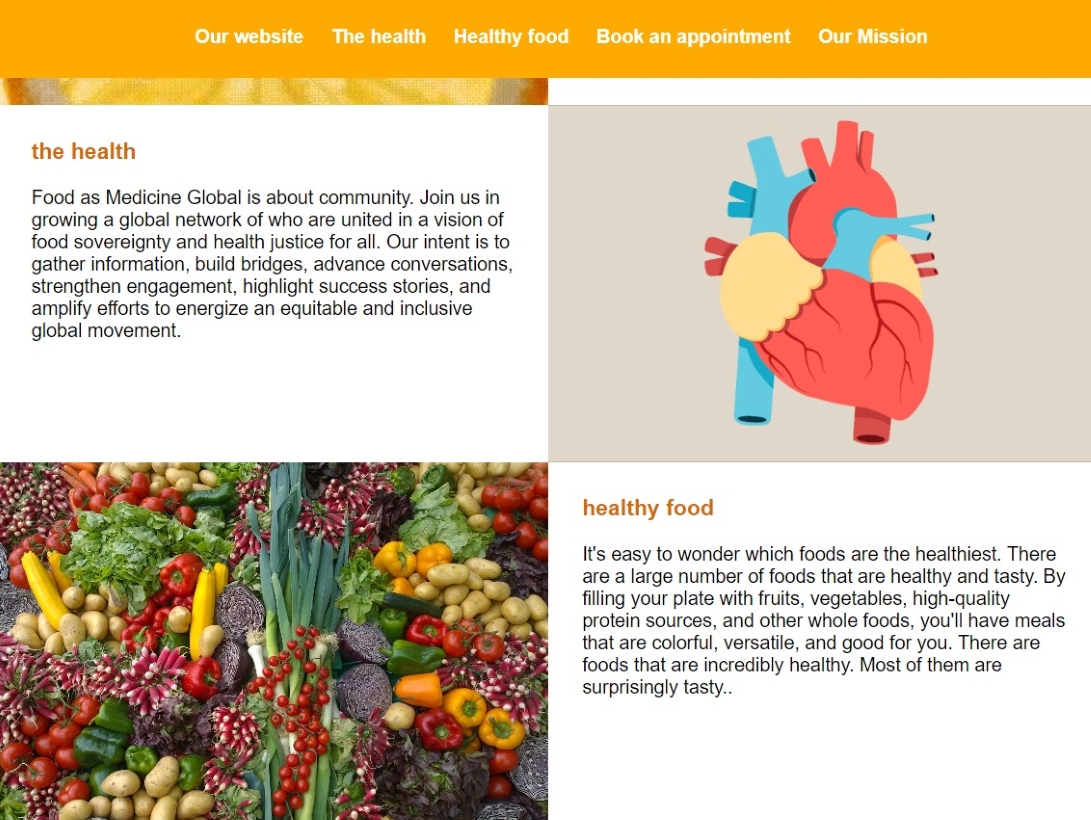 Our website The health Healthy food Book an appointment Our Mission
the health
Food as Medicine Global is about community. Join us in
growing a global network of who are united in a vision of
food sovereignty and health justice for all. Our intent is to
gather information, build bridges, advance conversations,
strengthen engagement, highlight success stories, and
amplify efforts to energize an equitable and inclusive
global movement.
healthy food
It's easy to wonder which foods are the healthiest. There
are a large number of foods that are healthy and tasty. By
filling your plate with fruits, vegetables, high-quality
protein sources, and other whole foods, you'll have meals
that are colorful, versatile, and good for you. There are
foods that are incredibly healthy. Most of them are
surprisingly tasty..